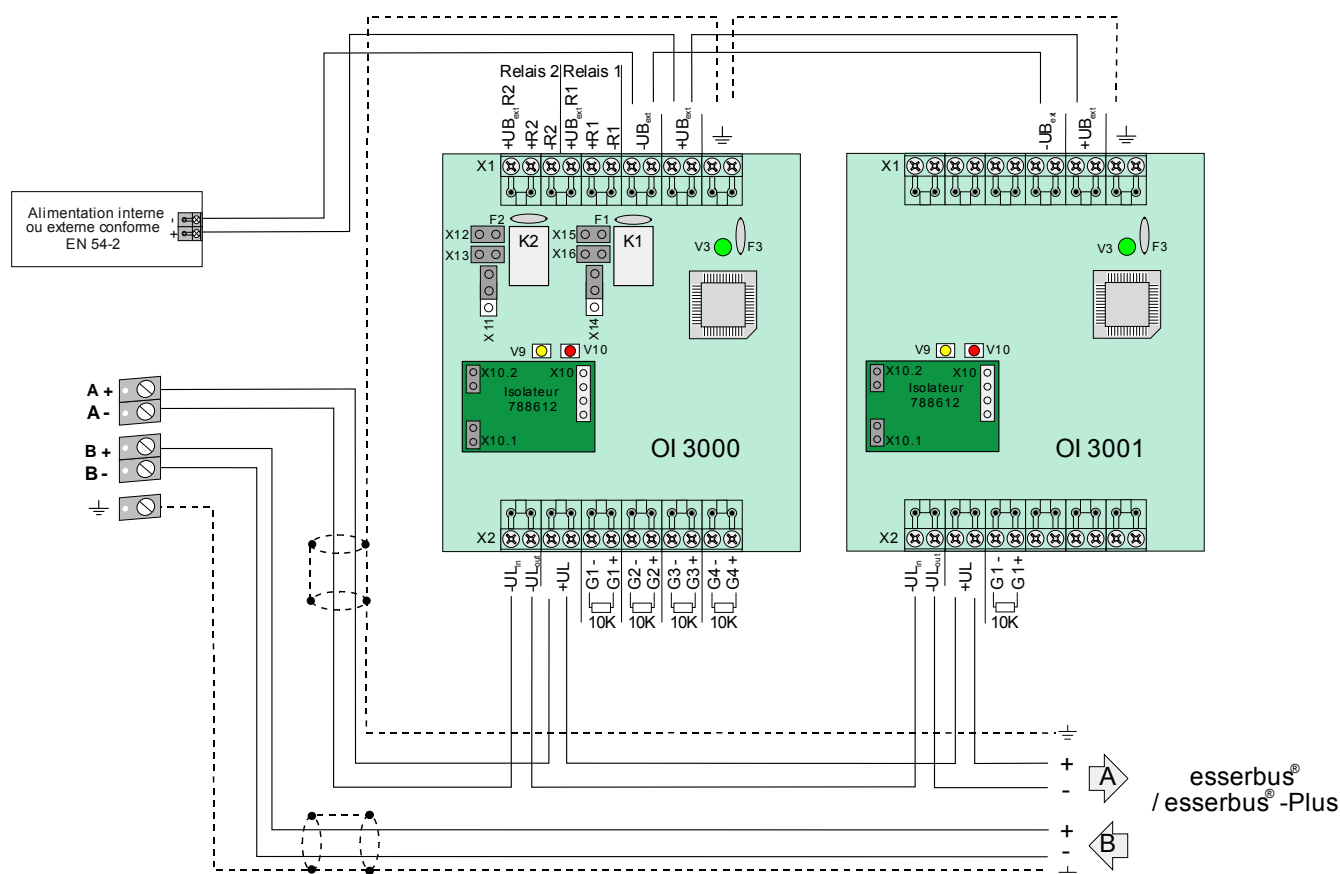 Relais 2 Relais 1
+UBext R2
+R2
-R2
+UBext R1
+R1
-R1
-UBext
+UBext
-UBext
+UBext
X1
X1
Alimentation interne
ou externe conforme
EN 54-2
-
+
F2
F1
X12
X13
K2
X15
X16
K1
V3
F3
V3
F3
X11
X14
V9
V10
V9
V10
X10.2
X10
Isolateur
788612
X10.1
X10.2
X10
Isolateur
788612
X10.1
A +
A -
B +
B -
OI 3000
OI 3001
X2
X2
-ULin
-ULout
+UL
G1 -
G1 +
G2 -
G2 +
G3 -
G3 +
G4 -
G4 +
10K
10K
10K
10K
-ULin
-ULout
+UL
G1 -
G1 +
10K
+
-
A
+
-
B
esserbus®
/ esserbus® -Plus